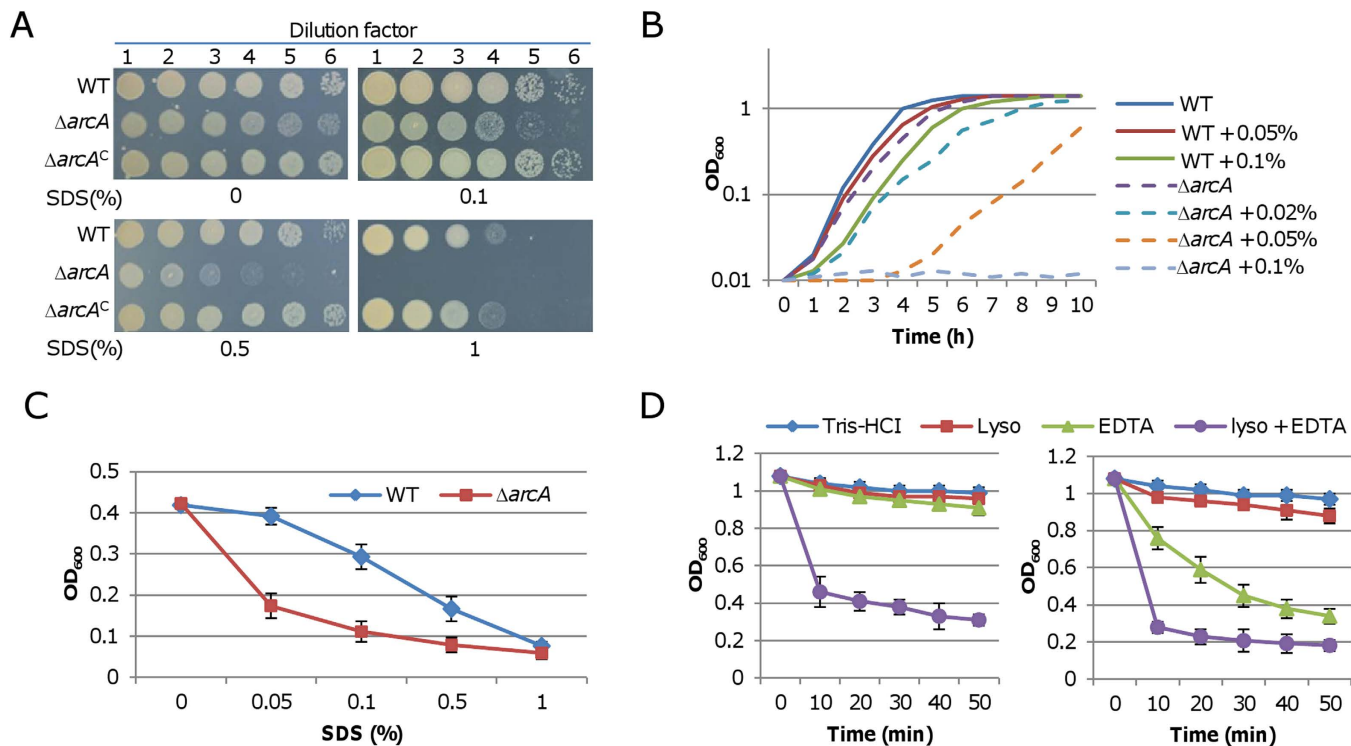 A
Dilution factor
1 2 3 4 5 6 1 2 3 4 5 6
WT
ΔarcA
ΔarcAᶜ
SDS(%) 0 0.1
WT
ΔarcA
ΔarcAᶜ
SDS(%) 0.5 1
B
OD₆₀₀
1
0.1
0.01
0 1 2 3 4 5 6 7 8 9 10
Time (h)
WT
WT + 0.05%
WT + 0.1%
ΔarcA
ΔarcA + 0.02%
ΔarcA + 0.05%
ΔarcA + 0.1%
C
WT ΔarcA
OD₆₀₀
0.5
0.4
0.3
0.2
0.1
0
0 0.05 0.1 0.5 1
SDS (%)
D
Tris-HCl Lyso EDTA lyso + EDTA
OD₆₀₀
1.2
1
0.8
0.6
0.4
0.2
0
0 10 20 30 40 50
Time (min)
OD₆₀₀
1.2
1
0.8
0.6
0.4
0.2
0
0 10 20 30 40 50
Time (min)